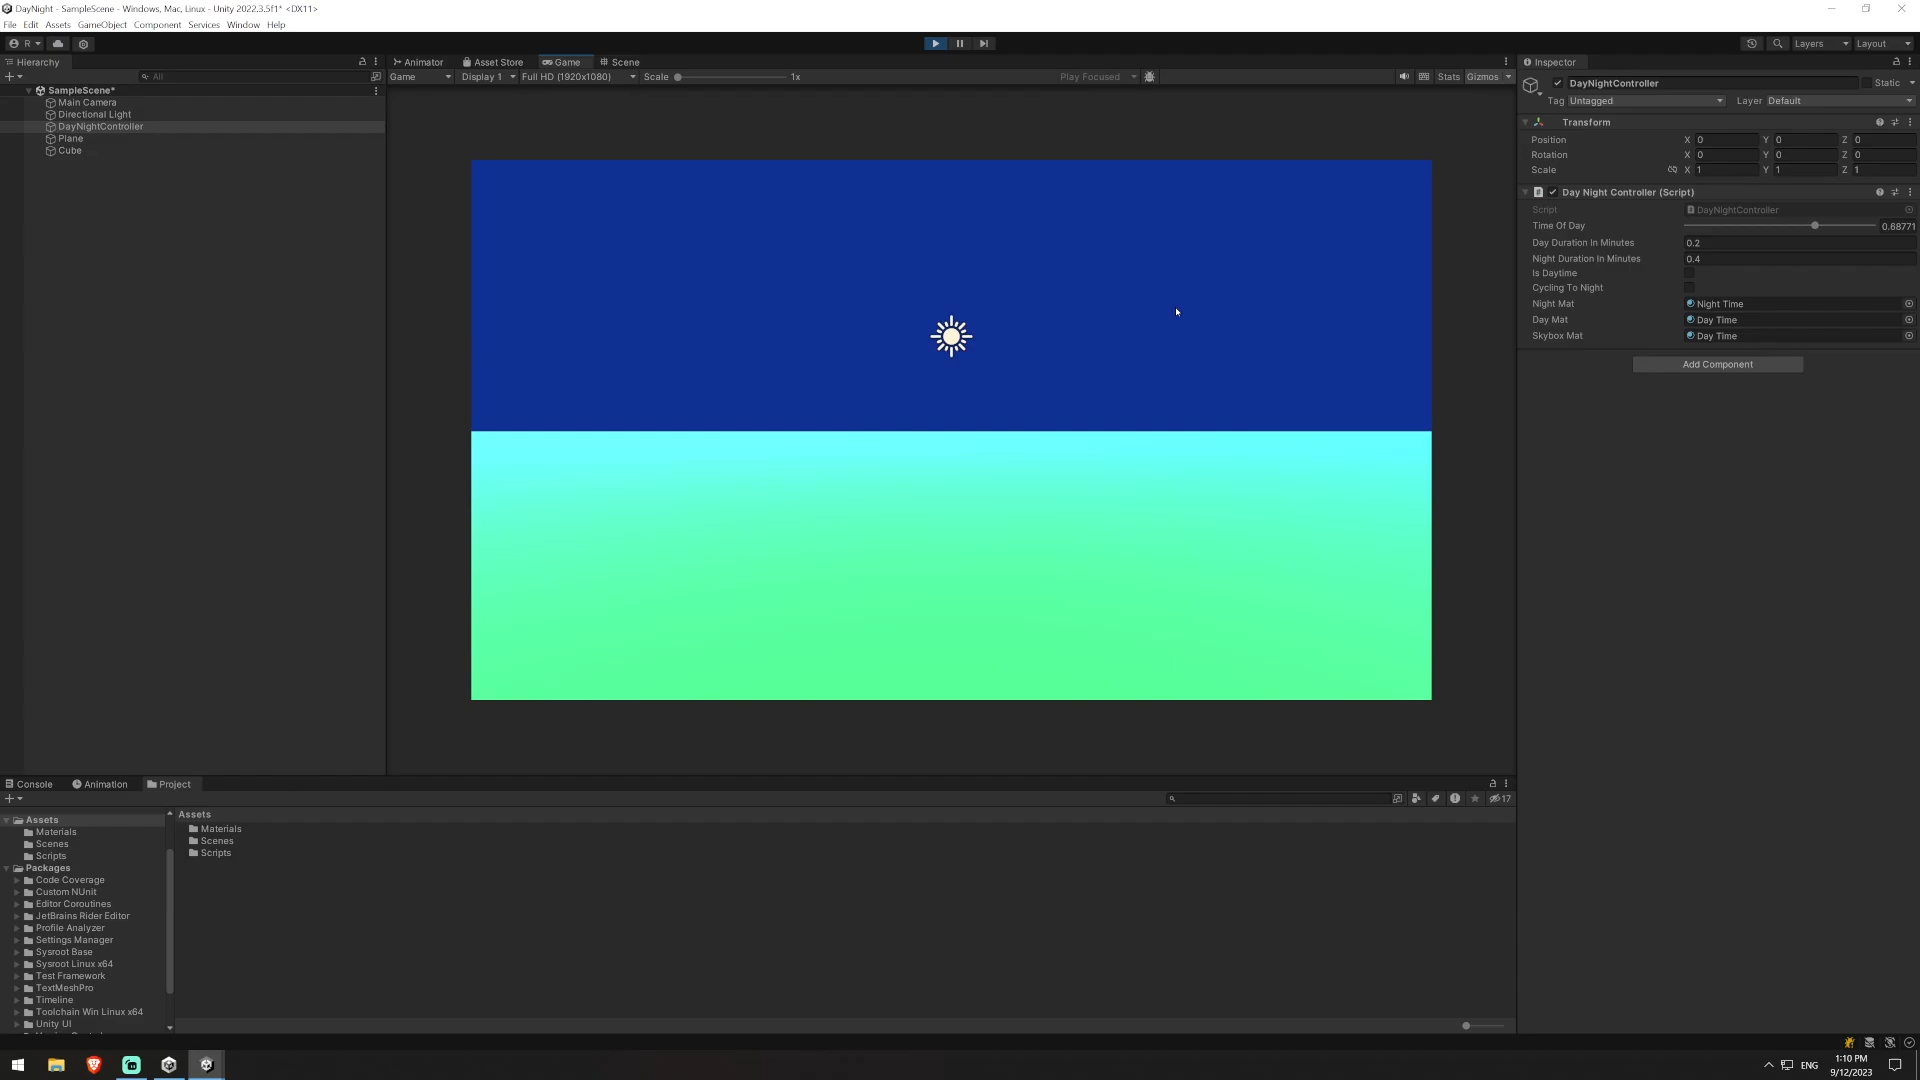 DayNight - SampleScene - Windows, Mac, Linux - Unity 2022.3.5f1* <DX11>
File Edit Assets GameObject Component Services Window Help
R Layers Layout
Hierarchy
All
SampleScene*
Main Camera
Directional Light
DayNightController
Plane
Cube
Animator Asset Store Game Scene
Game Display 1 Full HD (1920x1080) Scale 1x Play Focused Stats Gizmos
Inspector
DayNightController Static
Tag Untagged Layer Default
Transform
Position X 0 Y 0 Z 0
Rotation X 0 Y 0 Z 0
Scale X 1 Y 1 Z 1
Day Night Controller (Script)
Script DayNightController
Time Of Day 0.68771
Day Duration In Minutes 0.2
Night Duration In Minutes 0.4
Is Daytime
Cycling To Night
Night Mat Night Time
Day Mat Day Time
Skybox Mat Day Time
Add Component
Console Animation Project
17
Assets
Materials
Scenes
Scripts
Packages
Code Coverage
Custom NUnit
Editor Coroutines
JetBrains Rider Editor
Profile Analyzer
Settings Manager
Sysroot Base
Sysroot Linux x64
Test Framework
TextMeshPro
Timeline
Toolchain Win Linux x64
Unity UI
Assets
Materials
Scenes
Scripts
ENG
1:10 PM
9/12/2023